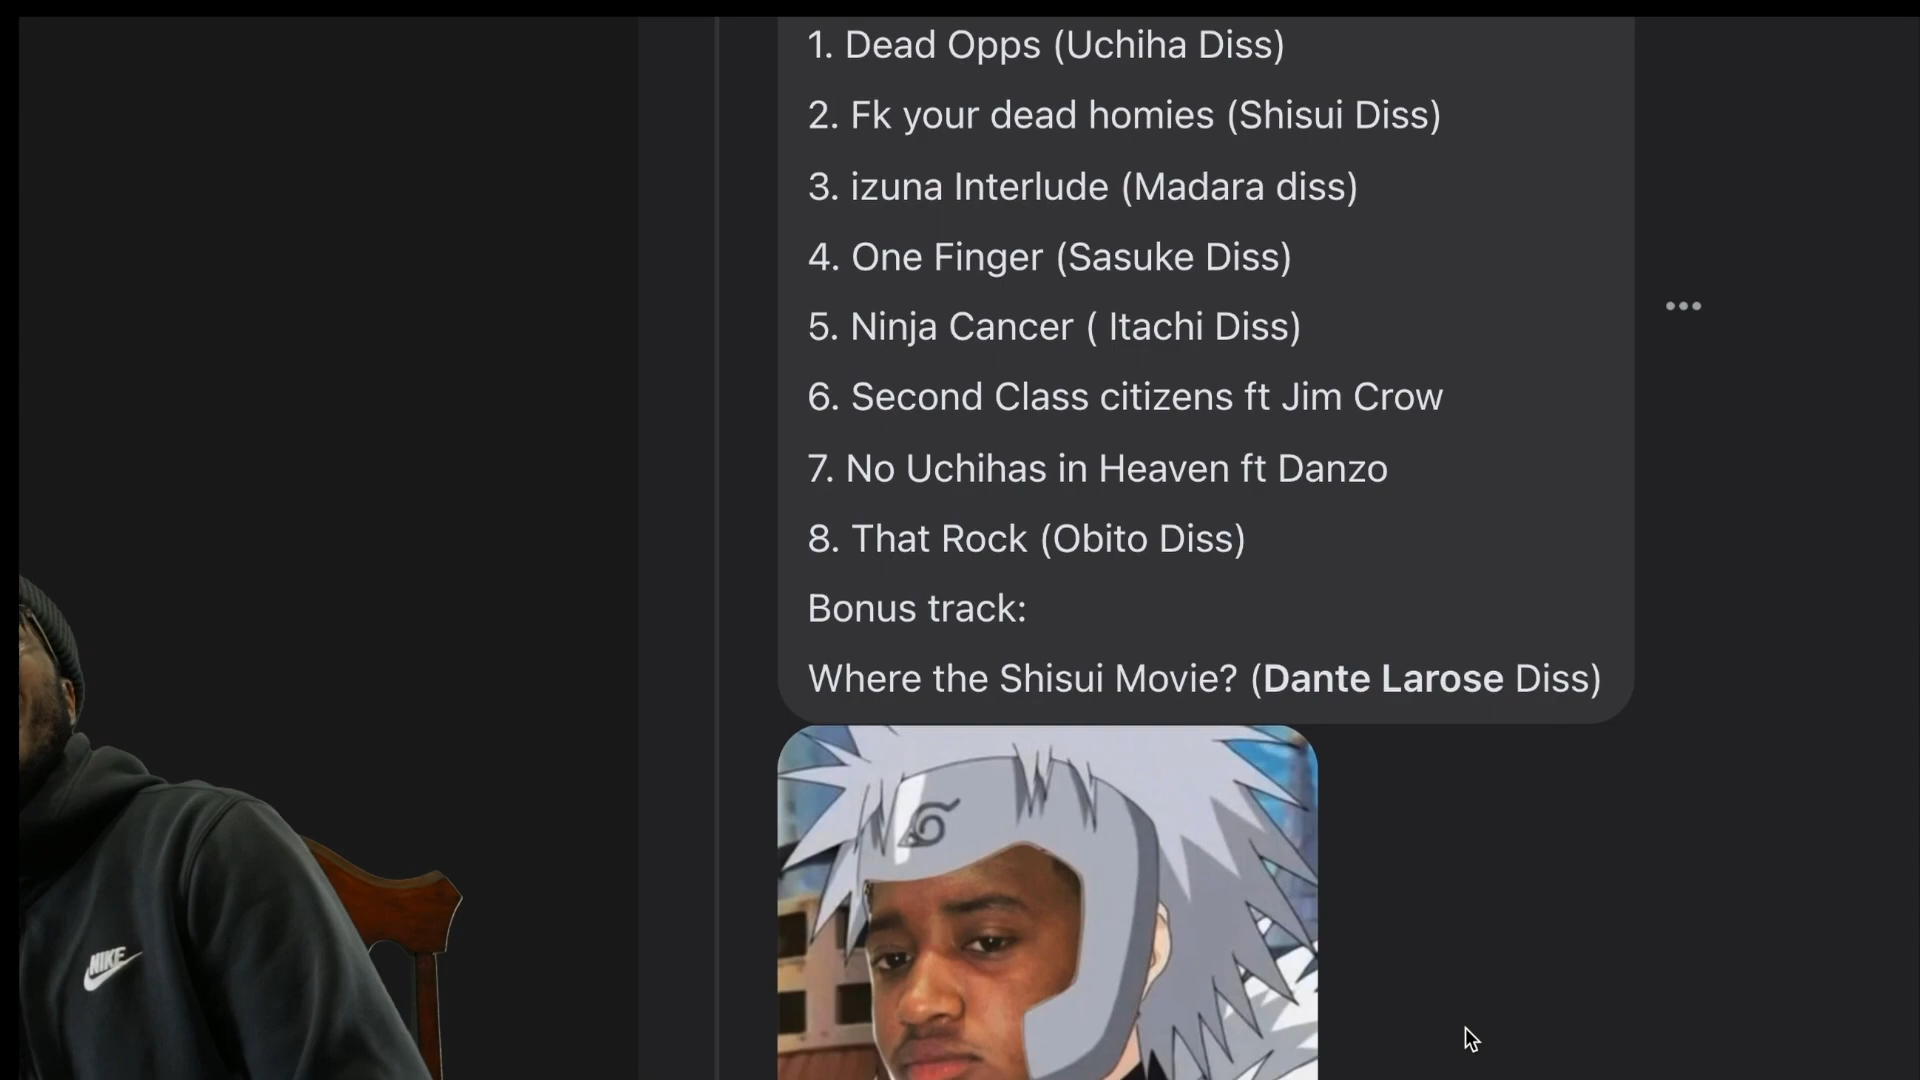 1. Dead Opps (Uchiha Diss)
2. Fk your dead homies (Shisui Diss)
3. izuna Interlude (Madara diss)
4. One Finger (Sasuke Diss)
5. Ninja Cancer ( Itachi Diss)
6. Second Class citizens ft Jim Crow
7. No Uchihas in Heaven ft Danzo
8. That Rock (Obito Diss)
Bonus track:
Where the Shisui Movie? (Dante Larose Diss)
NIKE